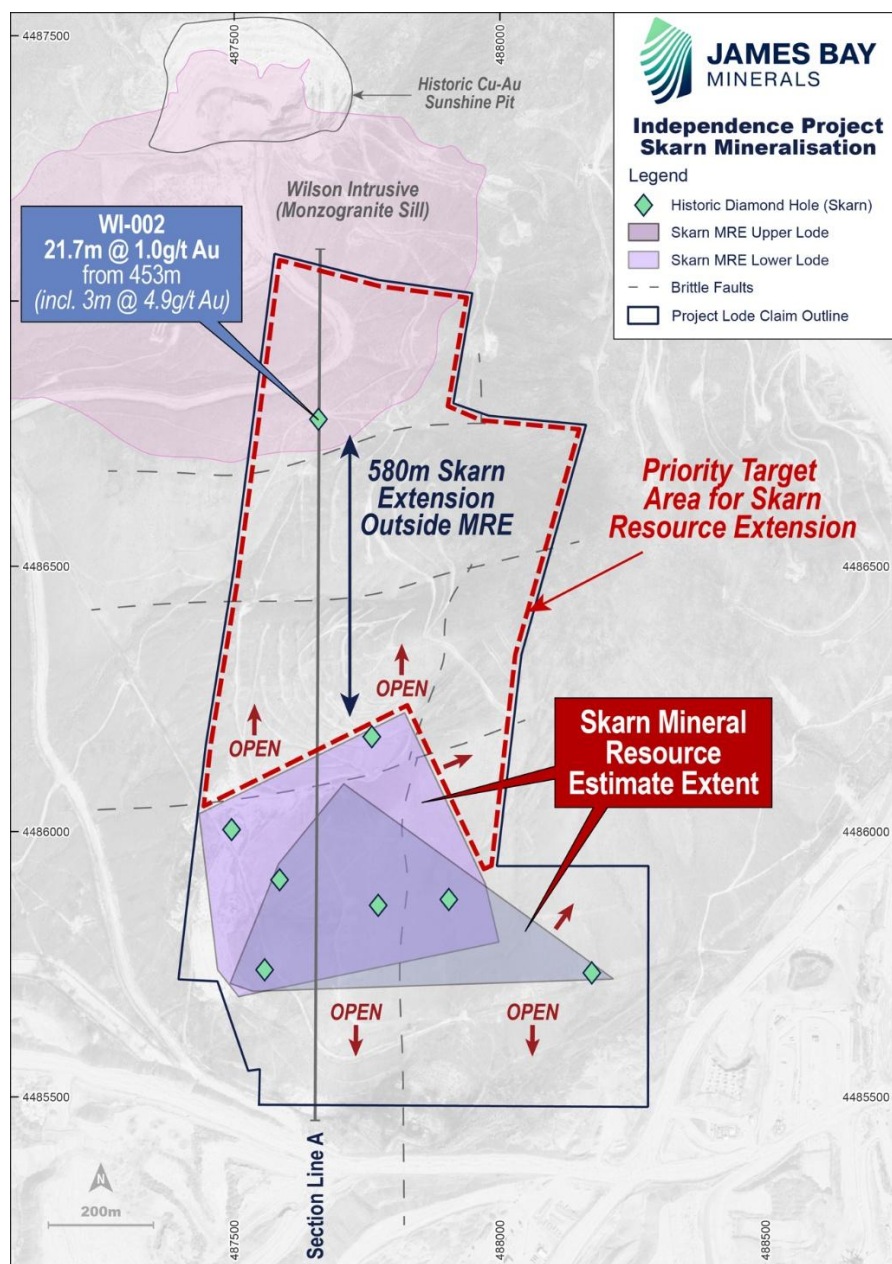 4487500
487500
488000
JAMES BAY
MINERALS
Independence Project
Skarn Mineralisation
Legend
Historic Diamond Hole (Skarn)
Skarn MRE Upper Lode
Skarn MRE Lower Lode
Brittle Faults
Project Lode Claim Outline
Historic Cu-Au
Sunshine Pit
Wilson Intrusive
(Monzogranite Sill)
WI-002
21.7m @ 1.0g/t Au
from 453m
(incl. 3m @ 4.9g/t Au)
580m Skarn
Extension
Outside MRE
Priority Target
Area for Skarn
Resource Extension
4486500
4486500
OPEN
OPEN
Skarn Mineral
Resource
Estimate Extent
4486000
4486000
OPEN
OPEN
4485500
4485500
Section Line A
N
200m
487500
488000
488500